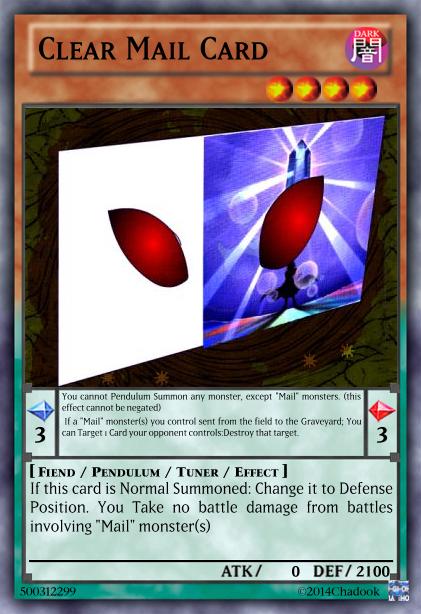 CLEAR MAIL CARD
DARK
闇
You cannot Pendulum Summon any monster, except "Mail" monsters. (this
effect cannot be negated)
If a "Mail" monster(s) you control sent from the field to the Graveyard; You
can Target 1 Card your opponent controls:Destroy that target.
3
3
[ FIEND / PENDULUM / TUNER / EFFECT ]
If this card is Normal Summoned: Change it to Defense
Position. You Take no battle damage from battles
involving "Mail" monster(s)
ATK/ 0 DEF/ 2100
500312299
©2014Chadook